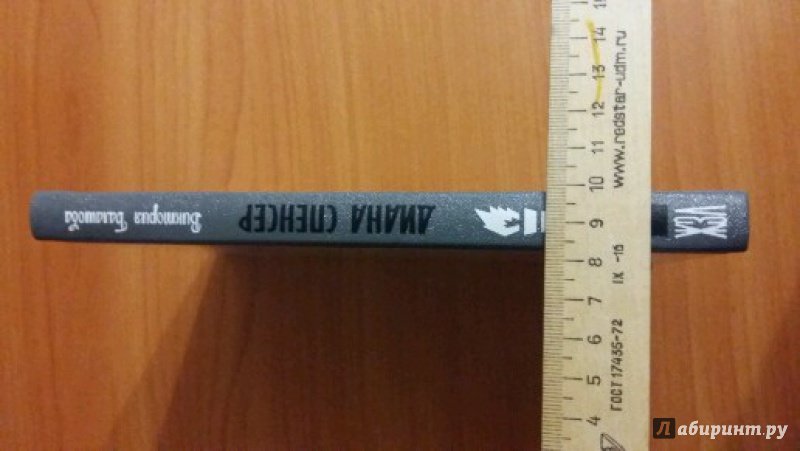 Виктория Балашова
ДИАНА СПЕНСЕР
ЖЗЛ
15
14
13
12
11
10
9
8
7
6
5
4
www.redstar-udm.ru
IX -16
ГОСТ 17435-72
Лабиринт.ру